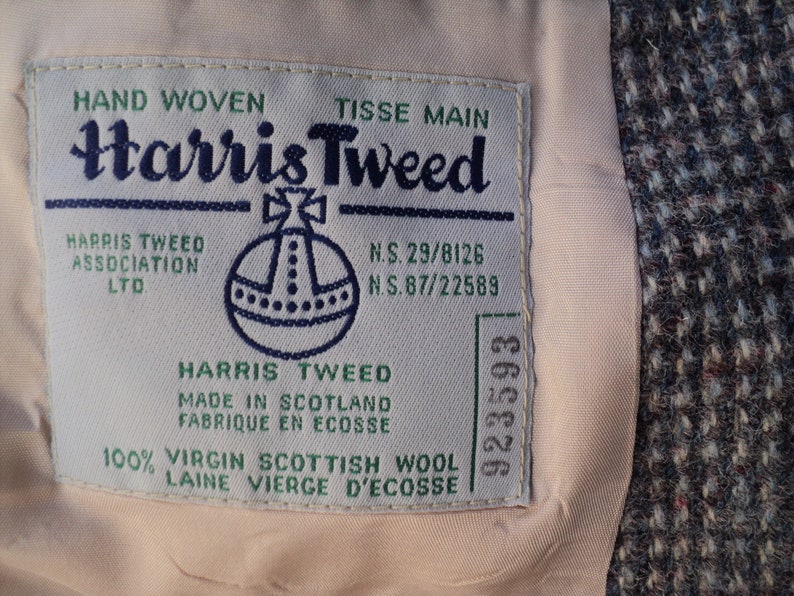 HAND WOVEN TISSE MAIN
Harris Tweed
HARRIS TWEED
ASSOCIATION
LTD
N.S. 29/8126
N.S. 87/22589
HARRIS TWEED
MADE IN SCOTLAND
FABRIQUE EN ECOSSE
100% VIRGIN SCOTTISH WOOL
LAINE VIERGE D'ECOSSE
923593